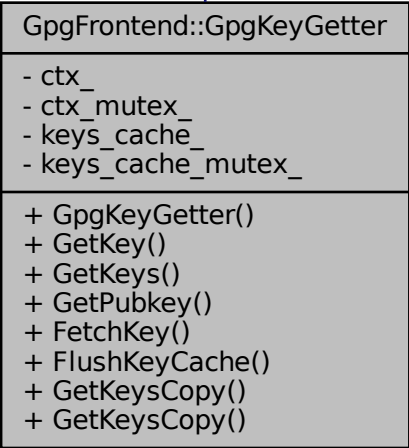 GpgFrontend::GpgKeyGetter
- ctx_
- ctx_mutex_
- keys_cache_
- keys_cache_mutex_
+ GpgKeyGetter()
+ GetKey()
+ GetKeys()
+ GetPubkey()
+ FetchKey()
+ FlushKeyCache()
+ GetKeysCopy()
+ GetKeysCopy()